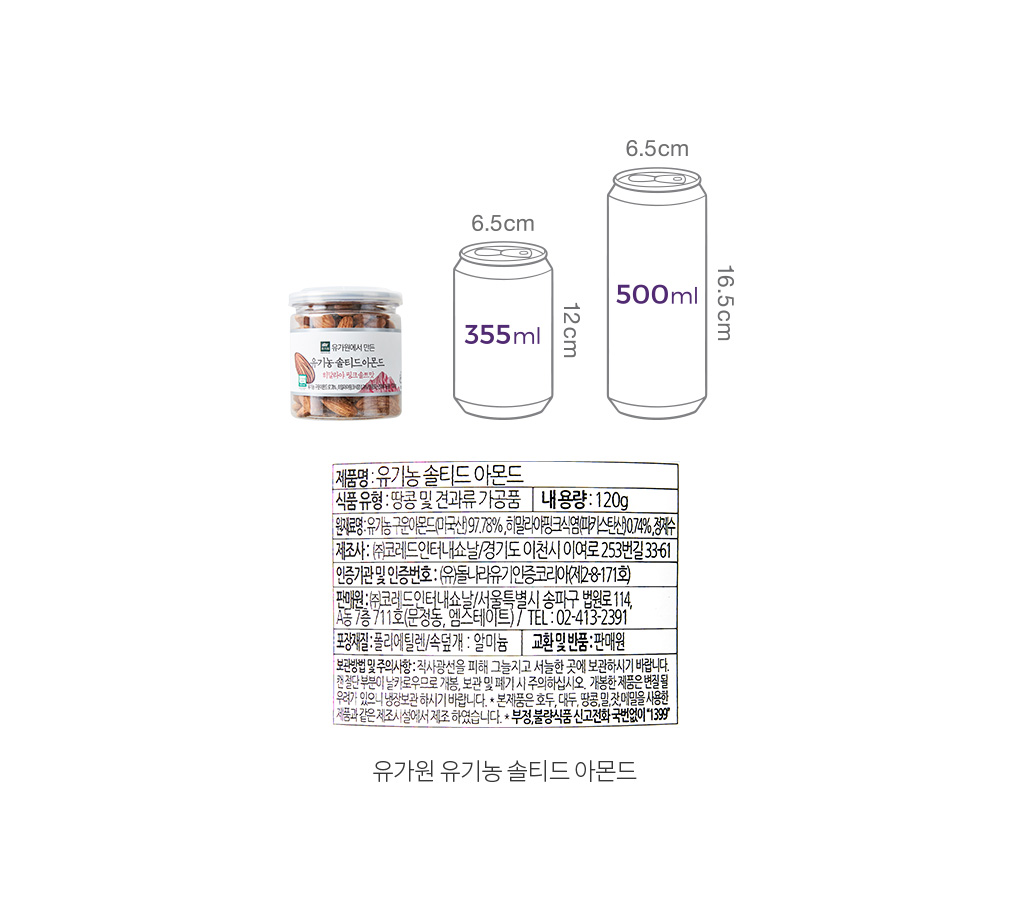 6.5cm
6.5cm
500ml
16.5cm
355ml
12cm
유가원에서 만든
유기농 솔티드아몬드
히말라야 핑크솔트맛
제품명 : 유기농 솔티드 아몬드
식품 유형 : 땅콩 및 견과류 가공품 내용량 : 120g
원재료명 : 유기농구운아몬드(미국산) 97.78%, 히말라야핑크식염(파키스탄산)0.74%, 정제수
제조사 : ㈜코레드인터내쇼날/경기도 이천시 이여로 253번길 33-61
인증기관 및 인증번호 : (유)돌나라유기인증코리아(제2-8-171호)
판매원 : ㈜코레드인터내쇼날/서울특별시 송파구 법원로 114,
A동 7층 711호(문정동, 엠스테이트) / TEL : 02-413-2391
포장재질 : 폴리에틸렌/속덮개 : 알미늄 교환 및 반품 : 판매원
보관방법 및 주의사항 : 직사광선을 피해 그늘지고 서늘한 곳에 보관하시기 바랍니다.
캔 절단 부분이 날카로우므로 개봉, 보관 및 폐기 시 주의하십시오. 개봉한 제품은 변질 될
우려가 있으니 냉장보관 하시기 바랍니다. * 본제품은 호두, 대두, 땅콩, 밀, 잣, 메밀을 사용한
제품과 같은 제조시설에서 제조 하였습니다. * 부정,불량식품 신고전화 국번없이 "1399"
유가원 유기농 솔티드 아몬드